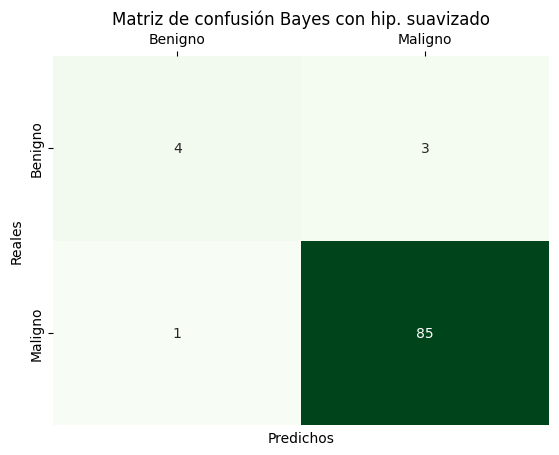 Matriz de confusión Bayes con hip. suavizado
Benigno Maligno
Benigno 4 3
Reales
Maligno 1 85
Predichos